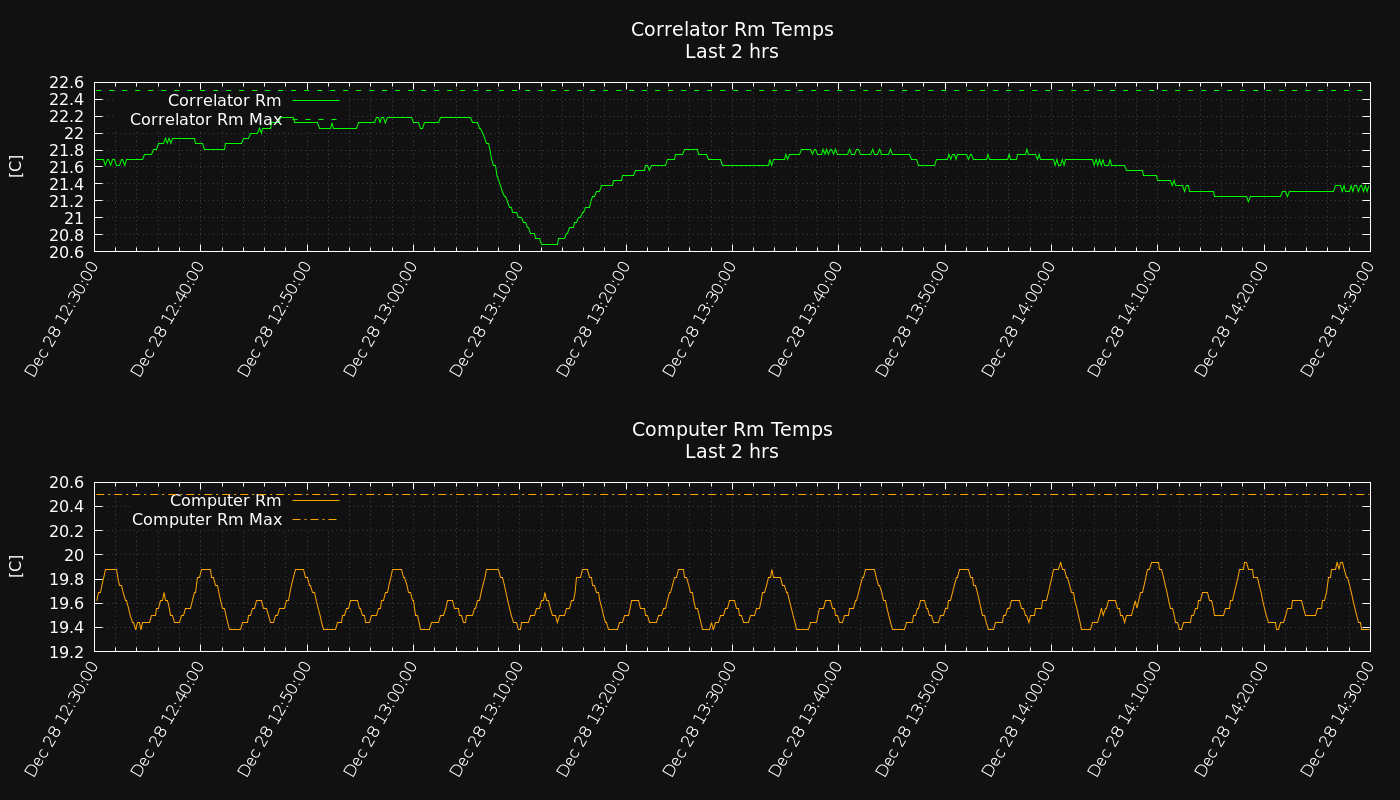 Correlator Rm Temps
Last 2 hrs
[C]
22.6
22.4
22.2
22
21.8
21.6
21.4
21.2
21
20.8
20.6
Correlator Rm
Correlator Rm Max
Dec 28 12:30:00
Dec 28 12:40:00
Dec 28 12:50:00
Dec 28 13:00:00
Dec 28 13:10:00
Dec 28 13:20:00
Dec 28 13:30:00
Dec 28 13:40:00
Dec 28 13:50:00
Dec 28 14:00:00
Dec 28 14:10:00
Dec 28 14:20:00
Dec 28 14:30:00
Computer Rm Temps
Last 2 hrs
[C]
20.6
20.4
20.2
20
19.8
19.6
19.4
19.2
Computer Rm
Computer Rm Max
Dec 28 12:30:00
Dec 28 12:40:00
Dec 28 12:50:00
Dec 28 13:00:00
Dec 28 13:10:00
Dec 28 13:20:00
Dec 28 13:30:00
Dec 28 13:40:00
Dec 28 13:50:00
Dec 28 14:00:00
Dec 28 14:10:00
Dec 28 14:20:00
Dec 28 14:30:00